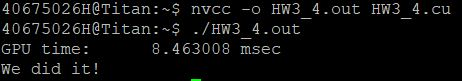 40675026H@Titan:~$ nvcc -o HW3_4.out HW3_4.cu
40675026H@Titan:~$ ./HW3_4.out
GPU time:      8.463008 msec
We did it!